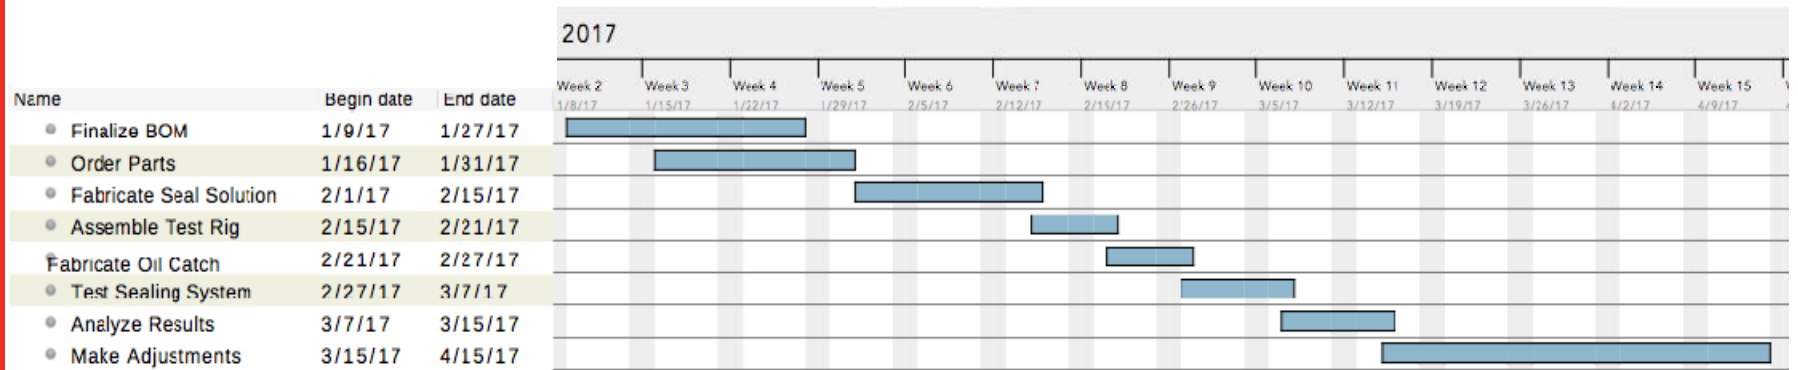 2017
Week 2 Week 3 Week 4 Week 5 Week 6 Week 7 Week 8 Week 9 Week 10 Week 11 Week 12 Week 13 Week 14 Week 15
Name Begin date End date 1/8/17 1/15/17 1/22/17 1/29/17 2/5/17 2/12/17 2/15/17 2/26/17 3/5/17 3/12/17 3/19/17 3/26/17 4/2/17 4/9/17
Finalize BOM 1/9/17 1/27/17
Order Parts 1/16/17 1/31/17
Fabricate Seal Solution 2/1/17 2/15/17
Assemble Test Rig 2/15/17 2/21/17
Fabricate Oil Catch 2/21/17 2/27/17
Test Sealing System 2/27/17 3/7/17
Analyze Results 3/7/17 3/15/17
Make Adjustments 3/15/17 4/15/17